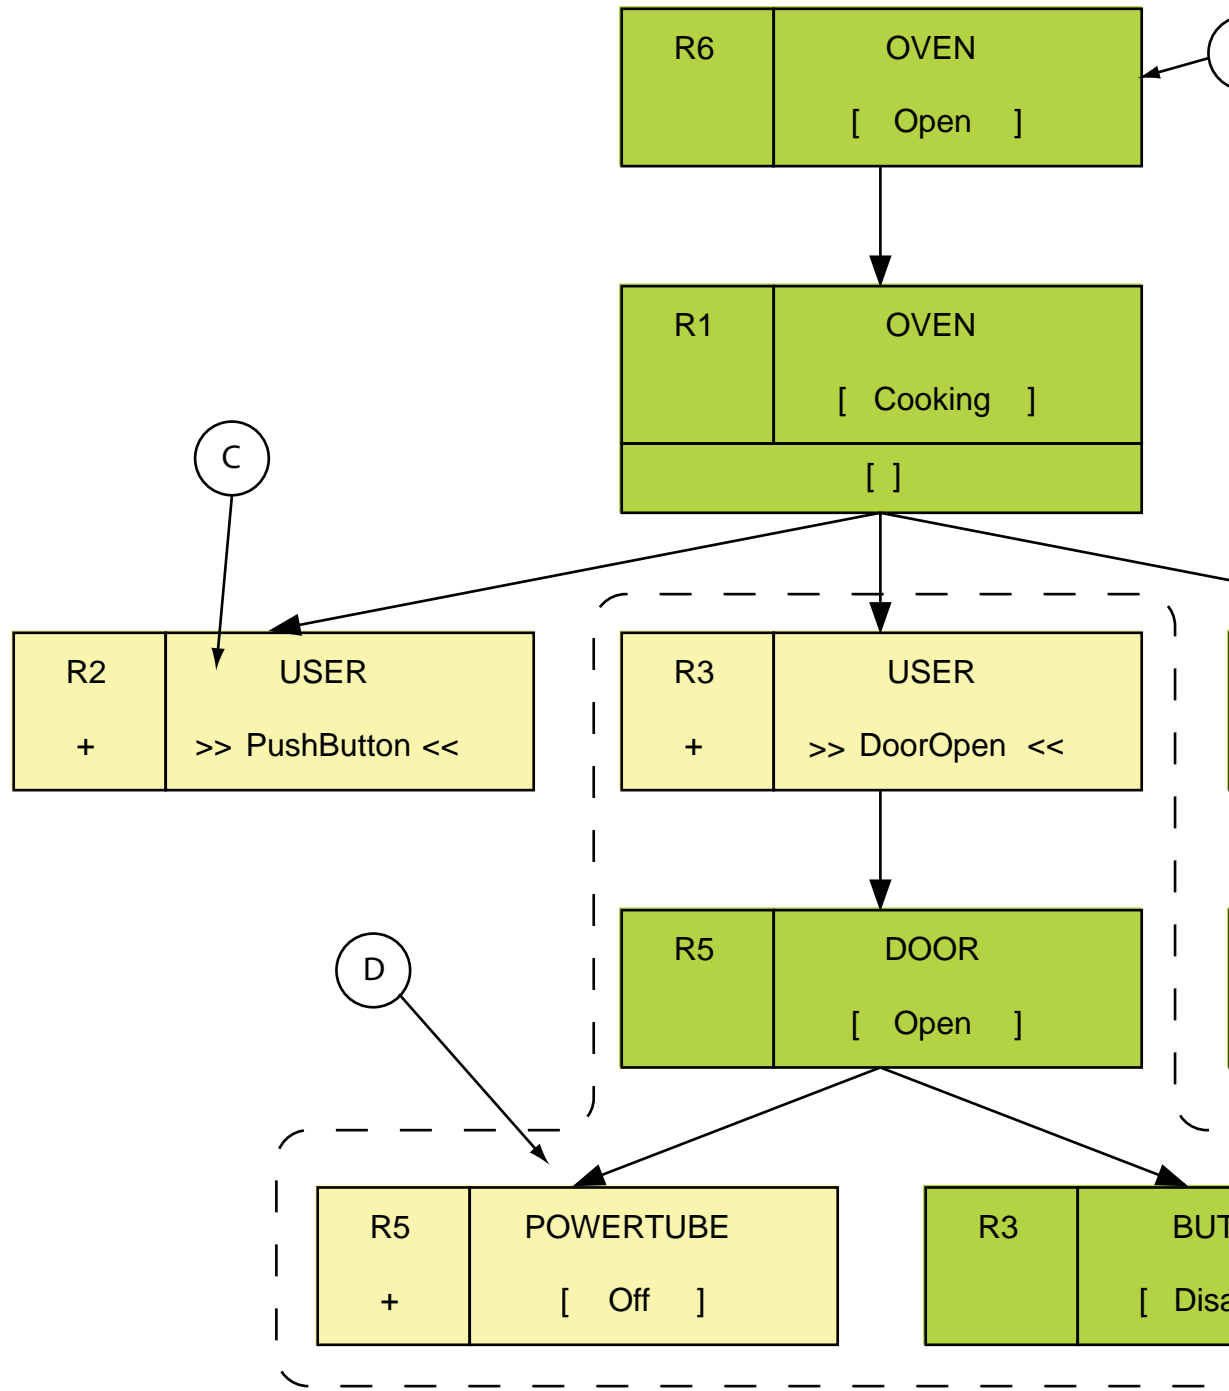 R6 OVEN
[ Open ]
R1 OVEN
[ Cooking ]
[ ]
C
R2 USER
+ >> PushButton <<
R3 USER
+ >> DoorOpen <<
R5 DOOR
[ Open ]
D
R5 POWERTUBE
+ [ Off ]
R3
[